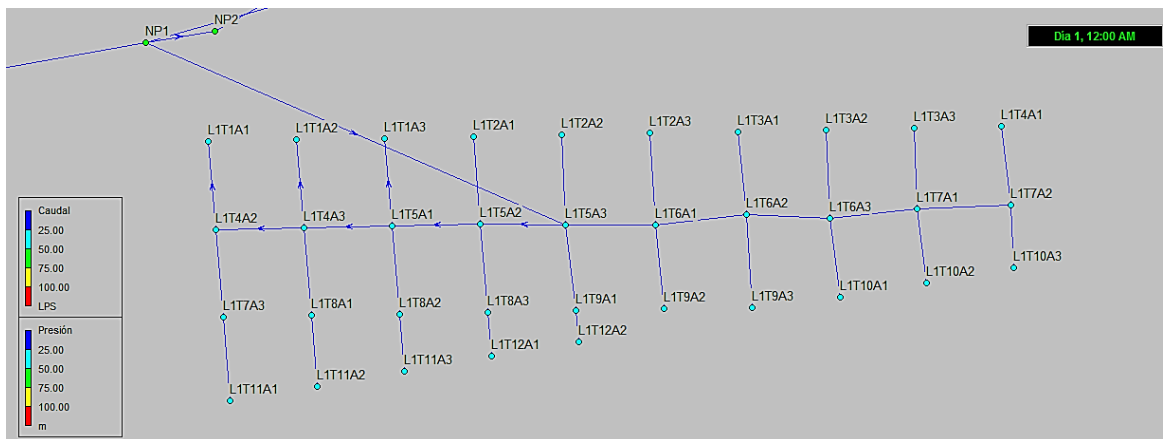 NP2
NP1
Dia 1, 12:00 AM
L1T1A1
L1T1A2
L1T1A3
L1T2A1
L1T2A2
L1T2A3
L1T3A1
L1T3A2
L1T3A3
L1T4A1
L1T4A2
L1T4A3
L1T5A1
L1T5A2
L1T5A3
L1T6A1
L1T6A2
L1T6A3
L1T7A1
L1T7A2
L1T7A3
L1T8A1
L1T8A2
L1T8A3
L1T9A1
L1T9A2
L1T9A3
L1T10A1
L1T10A2
L1T10A3
L1T11A1
L1T11A2
L1T11A3
L1T12A1
L1T12A2
Caudal
25.00
50.00
75.00
100.00
LPS
Presión
25.00
50.00
75.00
100.00
m